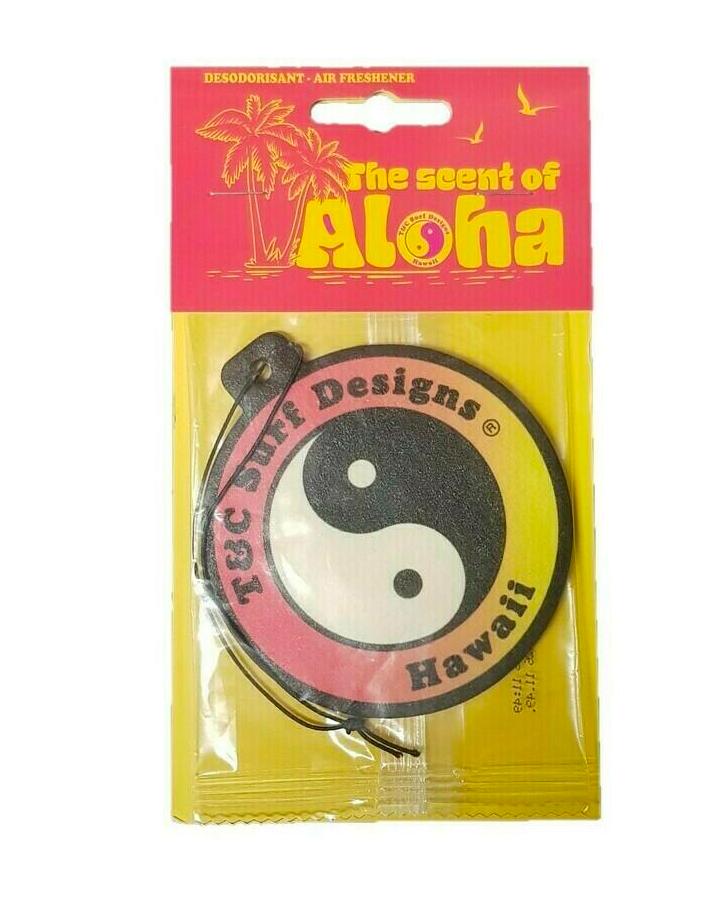 DESODORISANT - AIR FRESHENER
The scent of
Aloha
T&C Surf Designs
Hawaii
T&C Surf Designs ®
Hawaii